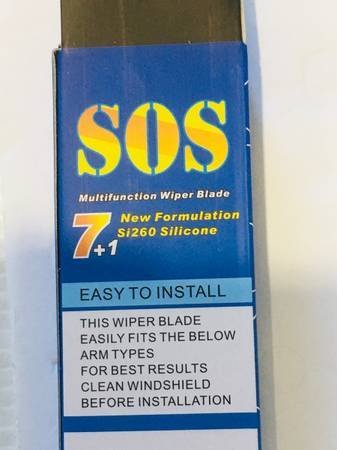 SOS
Multifunction Wiper Blade
7+1
New Formulation
Si260 Silicone
EASY TO INSTALL
THIS WIPER BLADE
EASILY FITS THE BELOW
ARM TYPES
FOR BEST RESULTS
CLEAN WINDSHIELD
BEFORE INSTALLATION